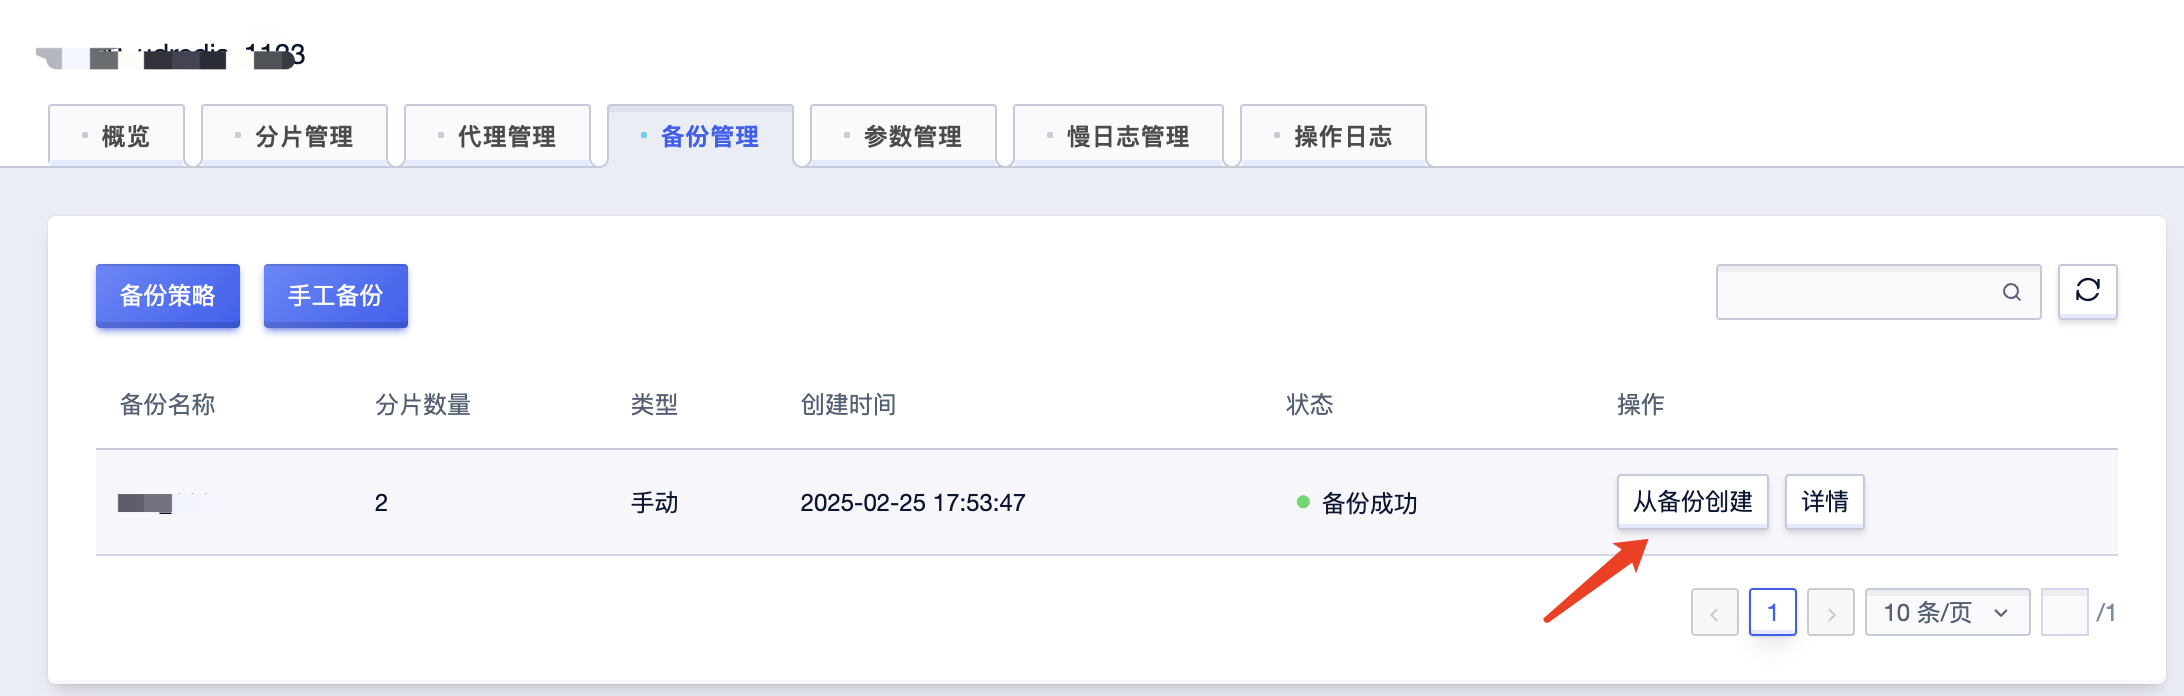 概览 分片管理 代理管理 备份管理 参数管理 慢日志管理 操作日志
备份策略 手工备份
备份名称 分片数量 类型 创建时间 状态 操作
2 手动 2025-02-25 17:53:47 备份成功 从备份创建 详情
1 10 条/页 /1